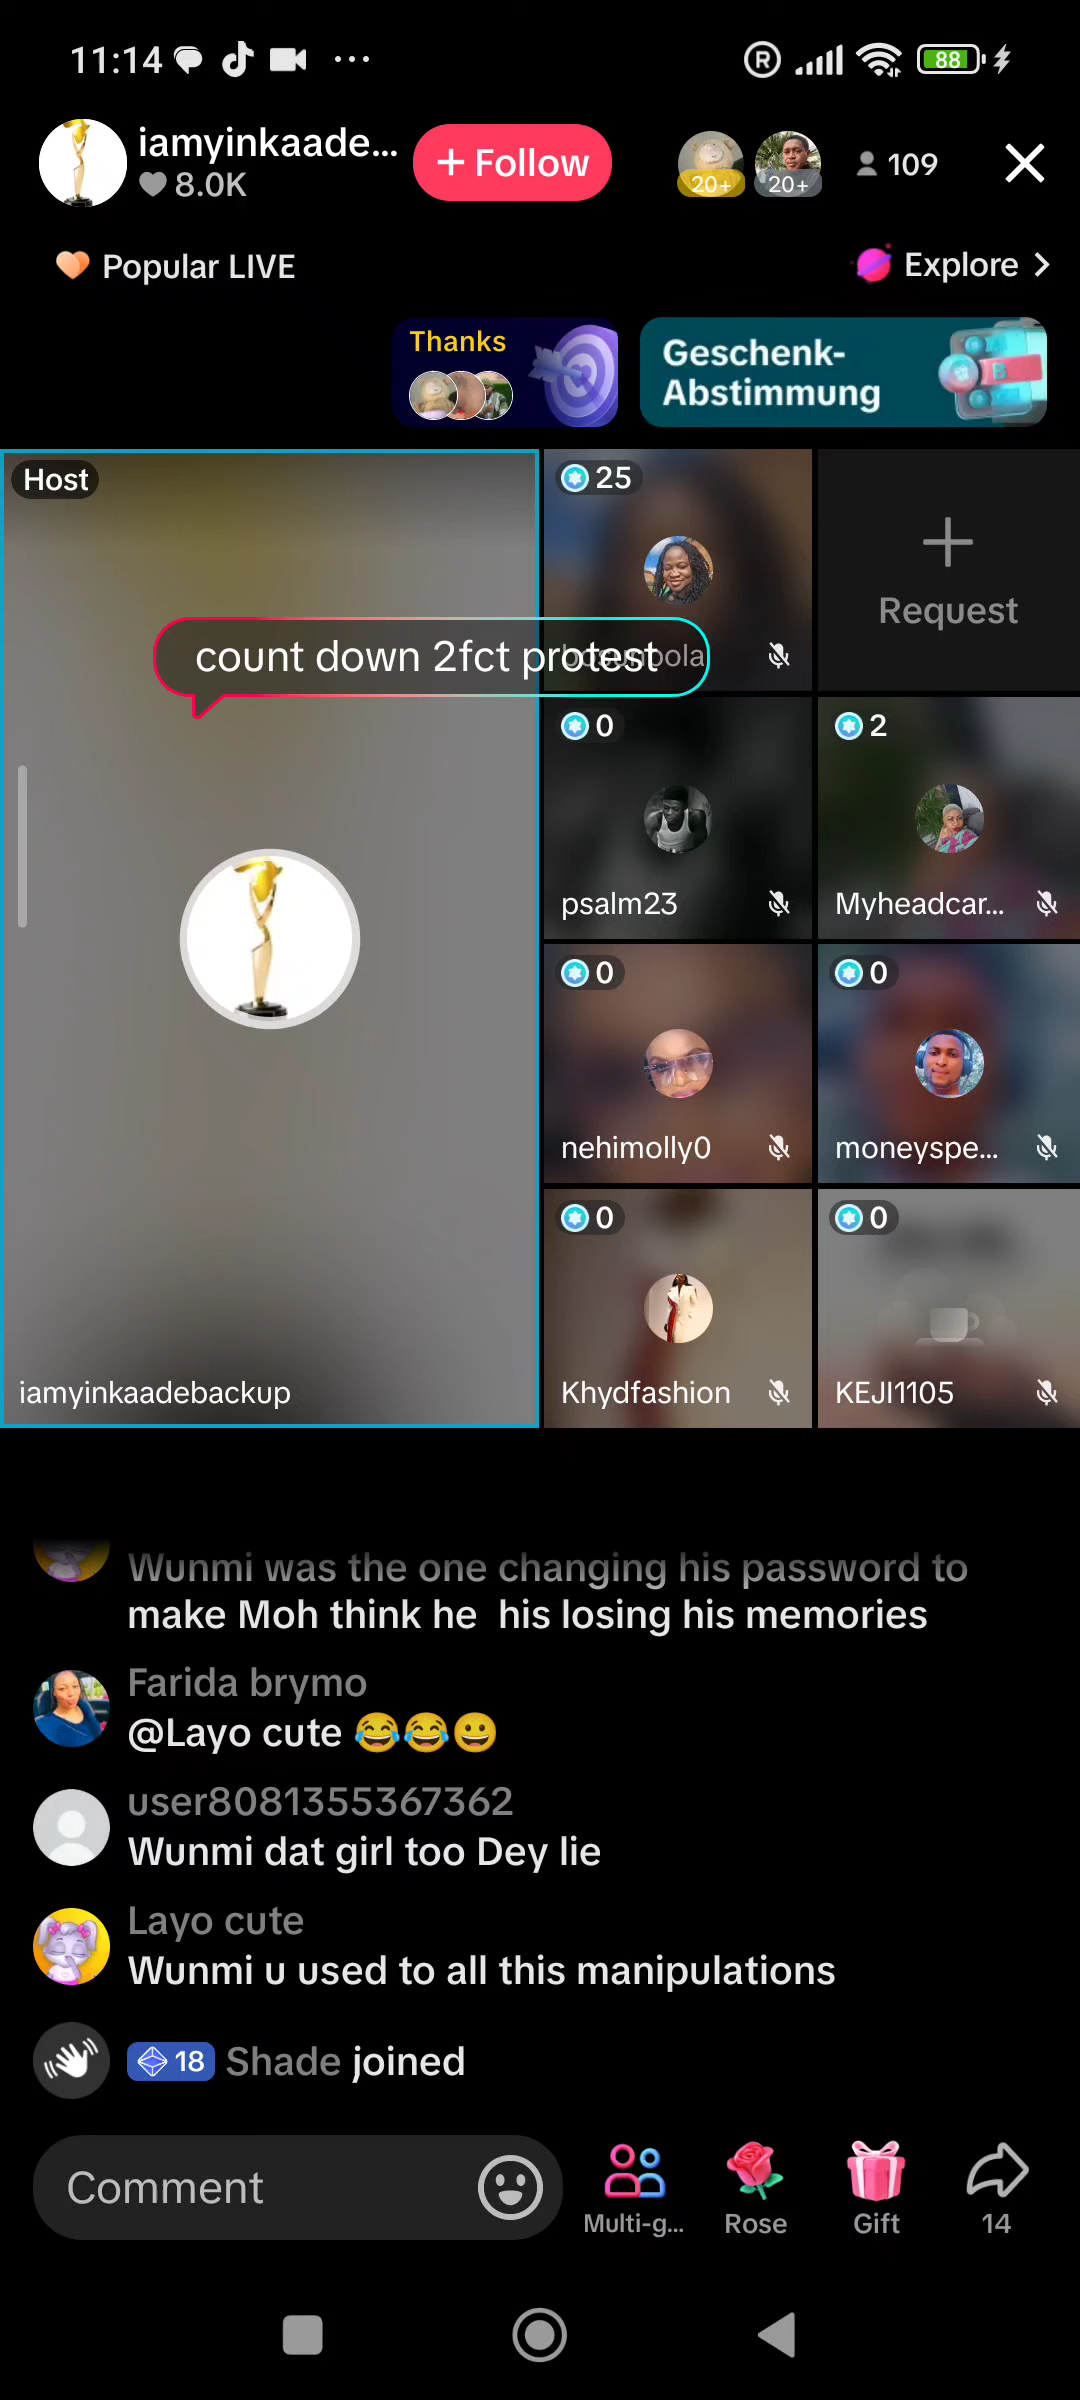 11:14
88
iamyinkaade...
8.0K
+ Follow
20+
20+
109
Popular LIVE
Explore
Thanks
Geschenk-
Abstimmung
Host
25
Request
count down 2fct protest
0
2
psalm23
Myheadcar...
0
0
nehimolly0
moneyspe...
0
0
iamyinkaadebackup
Khydfashion
KEJI1105
Wunmi was the one changing his password to
make Moh think he his losing his memories
Farida brymo
@Layo cute 😂😂😀
user8081355367362
Wunmi dat girl too Dey lie
Layo cute
Wunmi u used to all this manipulations
18 Shade joined
Comment
Multi-g...
Rose
Gift
14